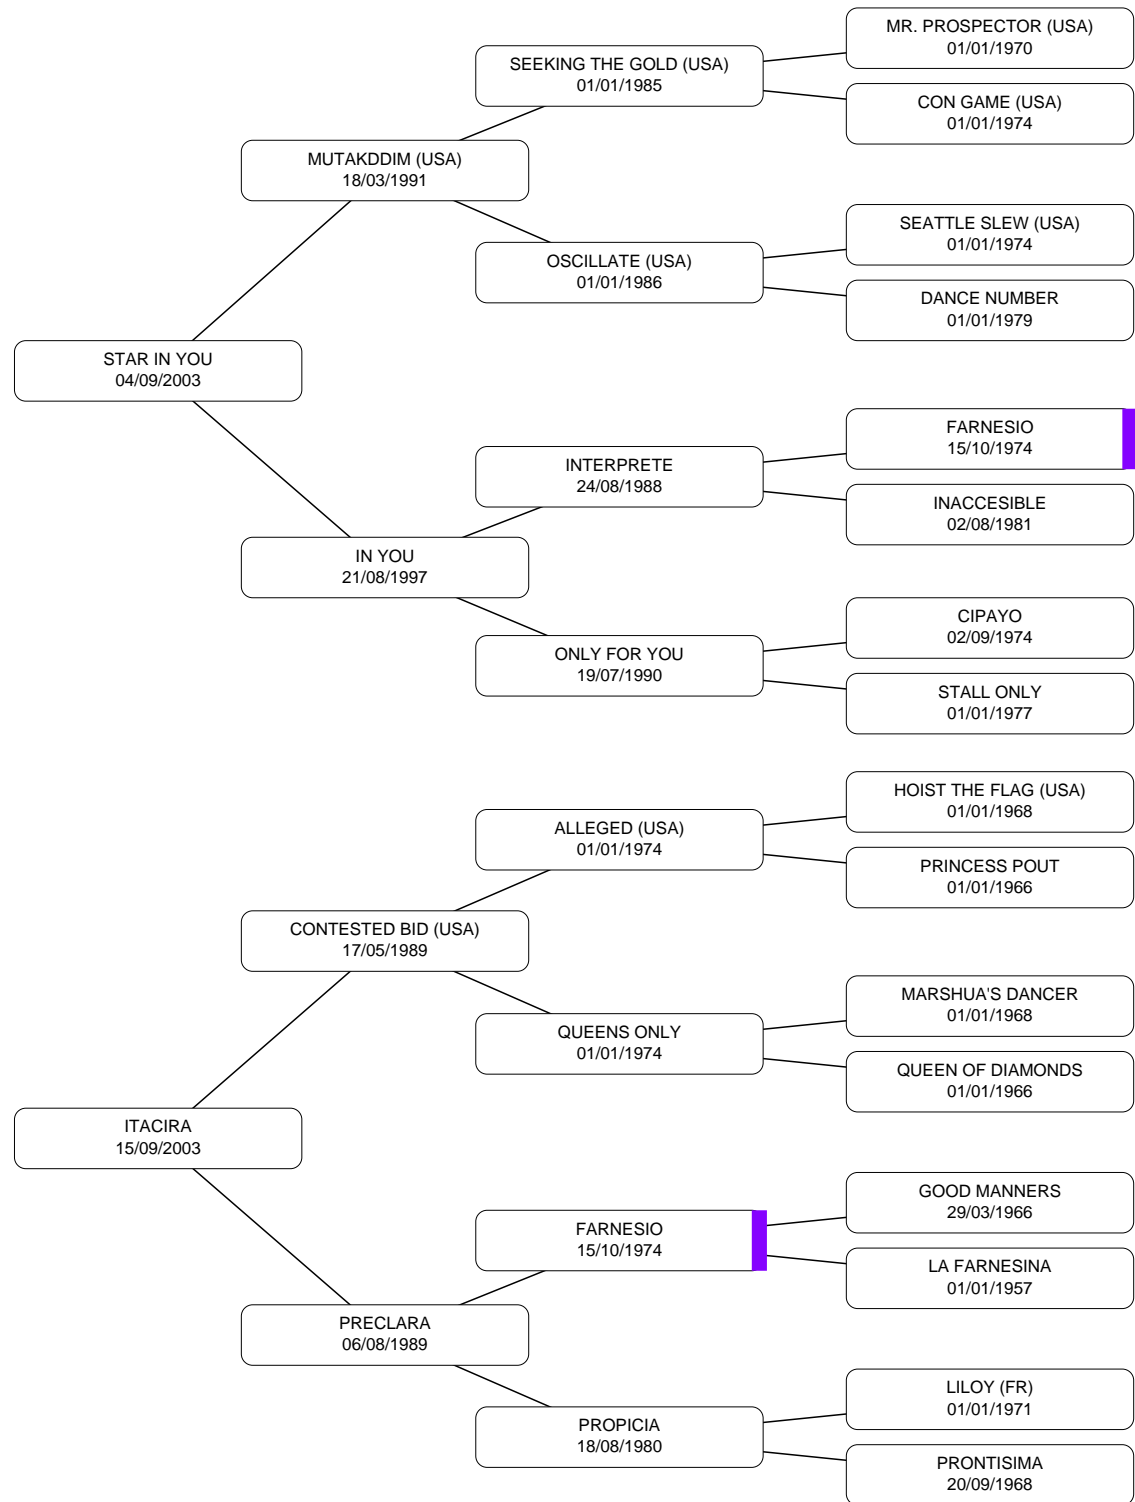 MR. PROSPECTOR (USA)
01/01/1970
SEEKING THE GOLD (USA)
01/01/1985
CON GAME (USA)
01/01/1974
MUTAKDDIM (USA)
18/03/1991
SEATTLE SLEW (USA)
01/01/1974
OSCILLATE (USA)
01/01/1986
DANCE NUMBER
01/01/1979
STAR IN YOU
04/09/2003
FARNESIO
15/10/1974
INTERPRETE
24/08/1988
INACCESIBLE
02/08/1981
IN YOU
21/08/1997
CIPAYO
02/09/1974
ONLY FOR YOU
19/07/1990
STALL ONLY
01/01/1977
HOIST THE FLAG (USA)
01/01/1968
ALLEGED (USA)
01/01/1974
PRINCESS POUT
01/01/1966
CONTESTED BID (USA)
17/05/1989
MARSHUA'S DANCER
01/01/1968
QUEENS ONLY
01/01/1974
QUEEN OF DIAMONDS
01/01/1966
ITACIRA
15/09/2003
GOOD MANNERS
29/03/1966
FARNESIO
15/10/1974
LA FARNESINA
01/01/1957
PRECLARA
06/08/1989
LILOY (FR)
01/01/1971
PROPICIA
18/08/1980
PRONTISIMA
20/09/1968